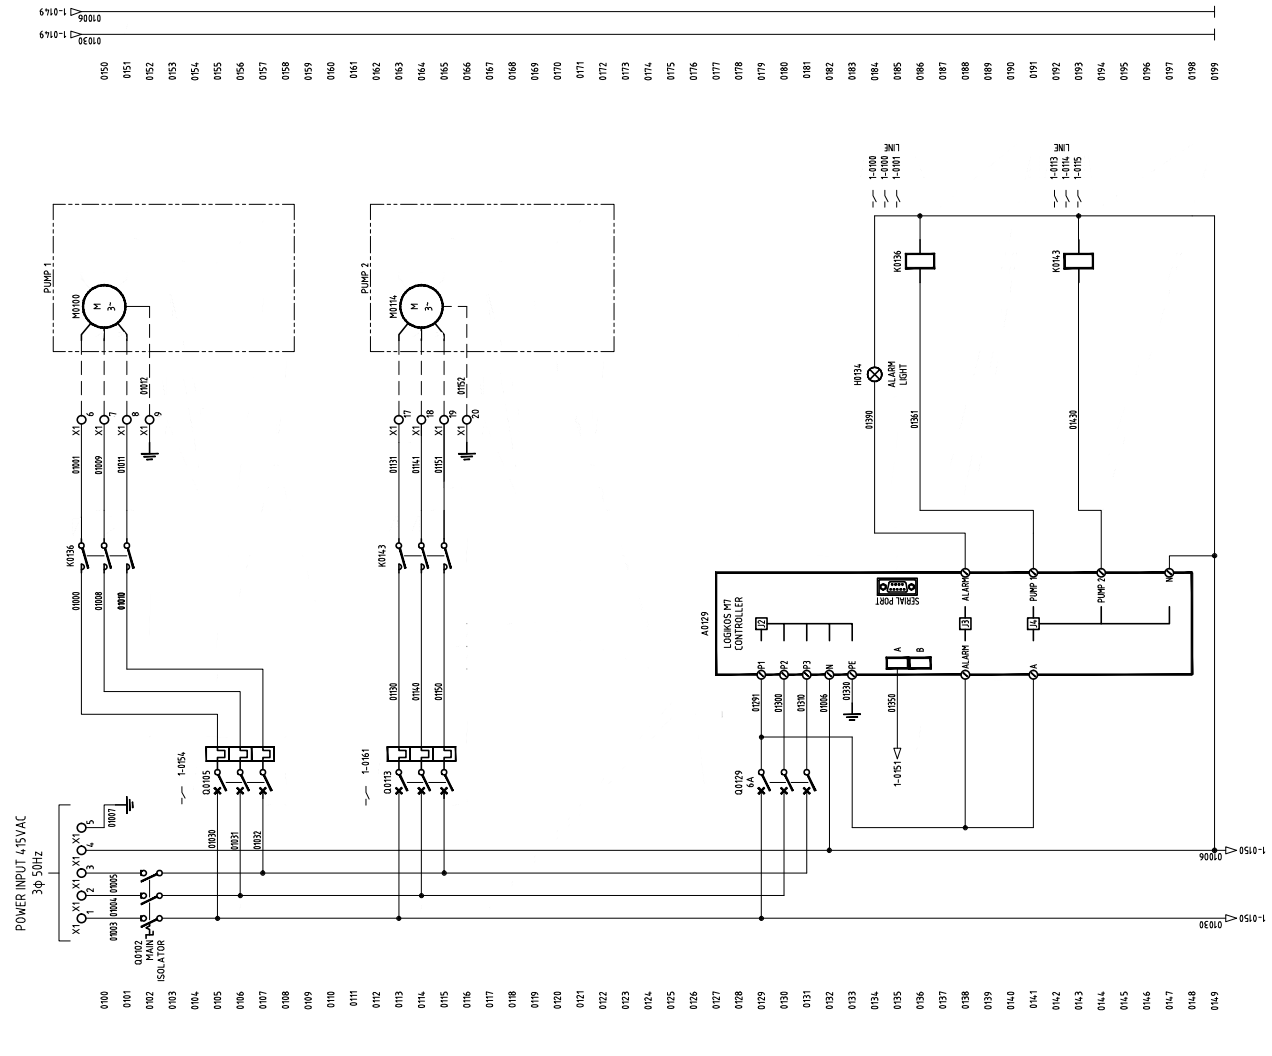 1-0149
01006
1-0149
01030
0150 0151 0152 0153 0154 0155 0156 0157 0158 0159 0160 0161 0162 0163 0164 0165 0166 0167 0168 0169 0170 0171 0172 0173 0174 0175 0176 0177 0178 0179 0180 0181 0182 0183 0184 0185 0186 0187 0188 0189 0190 0191 0192 0193 0194 0195 0196 0197 0198 0199
LINE
1-0100
1-0100
1-0101
LINE
1-0113
1-0114
1-0115
PUMP 1
M0100
M
3~
PUMP 2
M0114
M
3~
K0136
K0143
H0134
ALARM
LIGHT
01012
01152
X1 6
X1 7
X1 8
X1 9
X1 17
X1 18
X1 19
X1 20
01390
01361
01430
01001
01009
01011
01131
01141
01151
K0136
K0143
01000
01008
01010
A0129
LOGIKOS M7
CONTROLLER
SERIAL PORT
ALARM
PUMP 1
PUMP 2
N
J2
J3
J4
P1
P2
P3
N
PE
A
B
ALARM
A
01130
01140
01150
01291
01300
01310
01006
01330
01350
1-0151
1-0154
Q0105
1-0161
Q0113
Q0129
6A
POWER INPUT 415VAC
3ϕ 50Hz
X1 5
X1 4
X1 3
X1 2
X1 1
01007
01030
01031
01032
01005
01004
01003
Q0102
MAIN
ISOLATOR
01006
1-0150
01030
1-0150
0100 0101 0102 0103 0104 0105 0106 0107 0108 0109 0110 0111 0112 0113 0114 0115 0116 0117 0118 0119 0120 0121 0122 0123 0124 0125 0126 0127 0128 0129 0130 0131 0132 0133 0134 0135 0136 0137 0138 0139 0140 0141 0142 0143 0144 0145 0146 0147 0148 0149